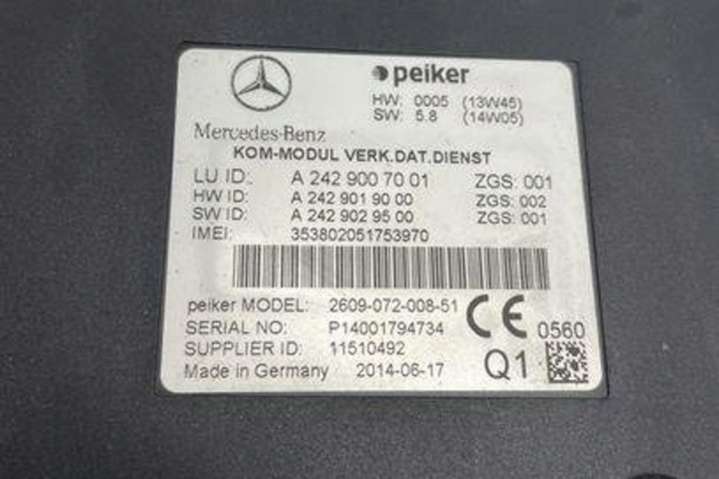 peiker
HW: 0005 (13W45)
SW: 5.8 (14W05)
Mercedes-Benz
KOM-MODUL VERK.DAT.DIENST
LU ID: A 242 900 70 01 ZGS: 001
HW ID: A 242 901 90 00 ZGS: 002
SW ID: A 242 902 95 00 ZGS: 001
IMEI: 353802051753970
peiker MODEL: 2609-072-008-51
SERIAL NO: P14001794734
SUPPLIER ID: 11510492
Made in Germany 2014-06-17
CE 0560
Q1